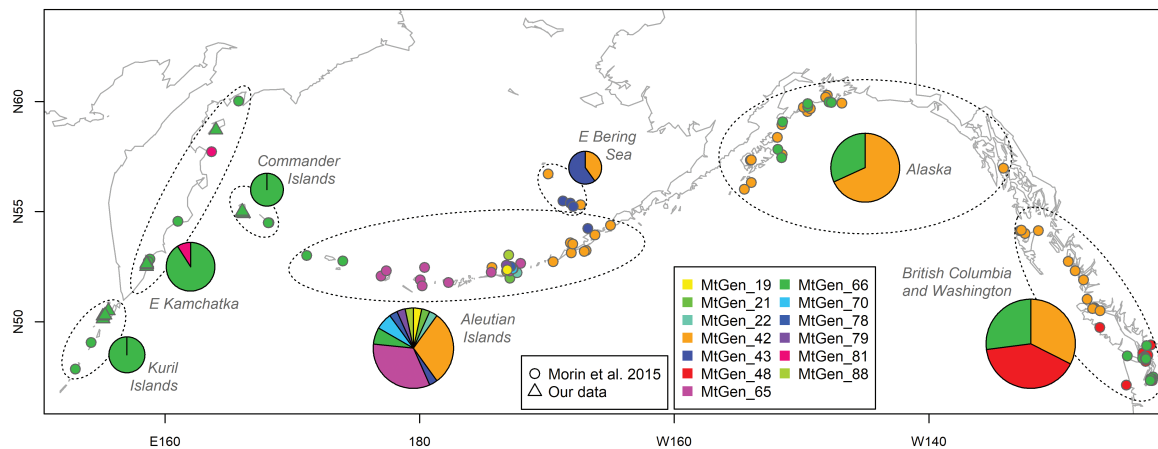 N60
N55
N50
E160
180
W160
W140
Commander
Islands
E Bering
Sea
Alaska
E Kamchatka
Kuril
Islands
Aleutian
Islands
British Columbia
and Washington
Morin et al. 2015
Our data
MtGen_19
MtGen_21
MtGen_22
MtGen_42
MtGen_43
MtGen_48
MtGen_65
MtGen_66
MtGen_70
MtGen_78
MtGen_79
MtGen_81
MtGen_88